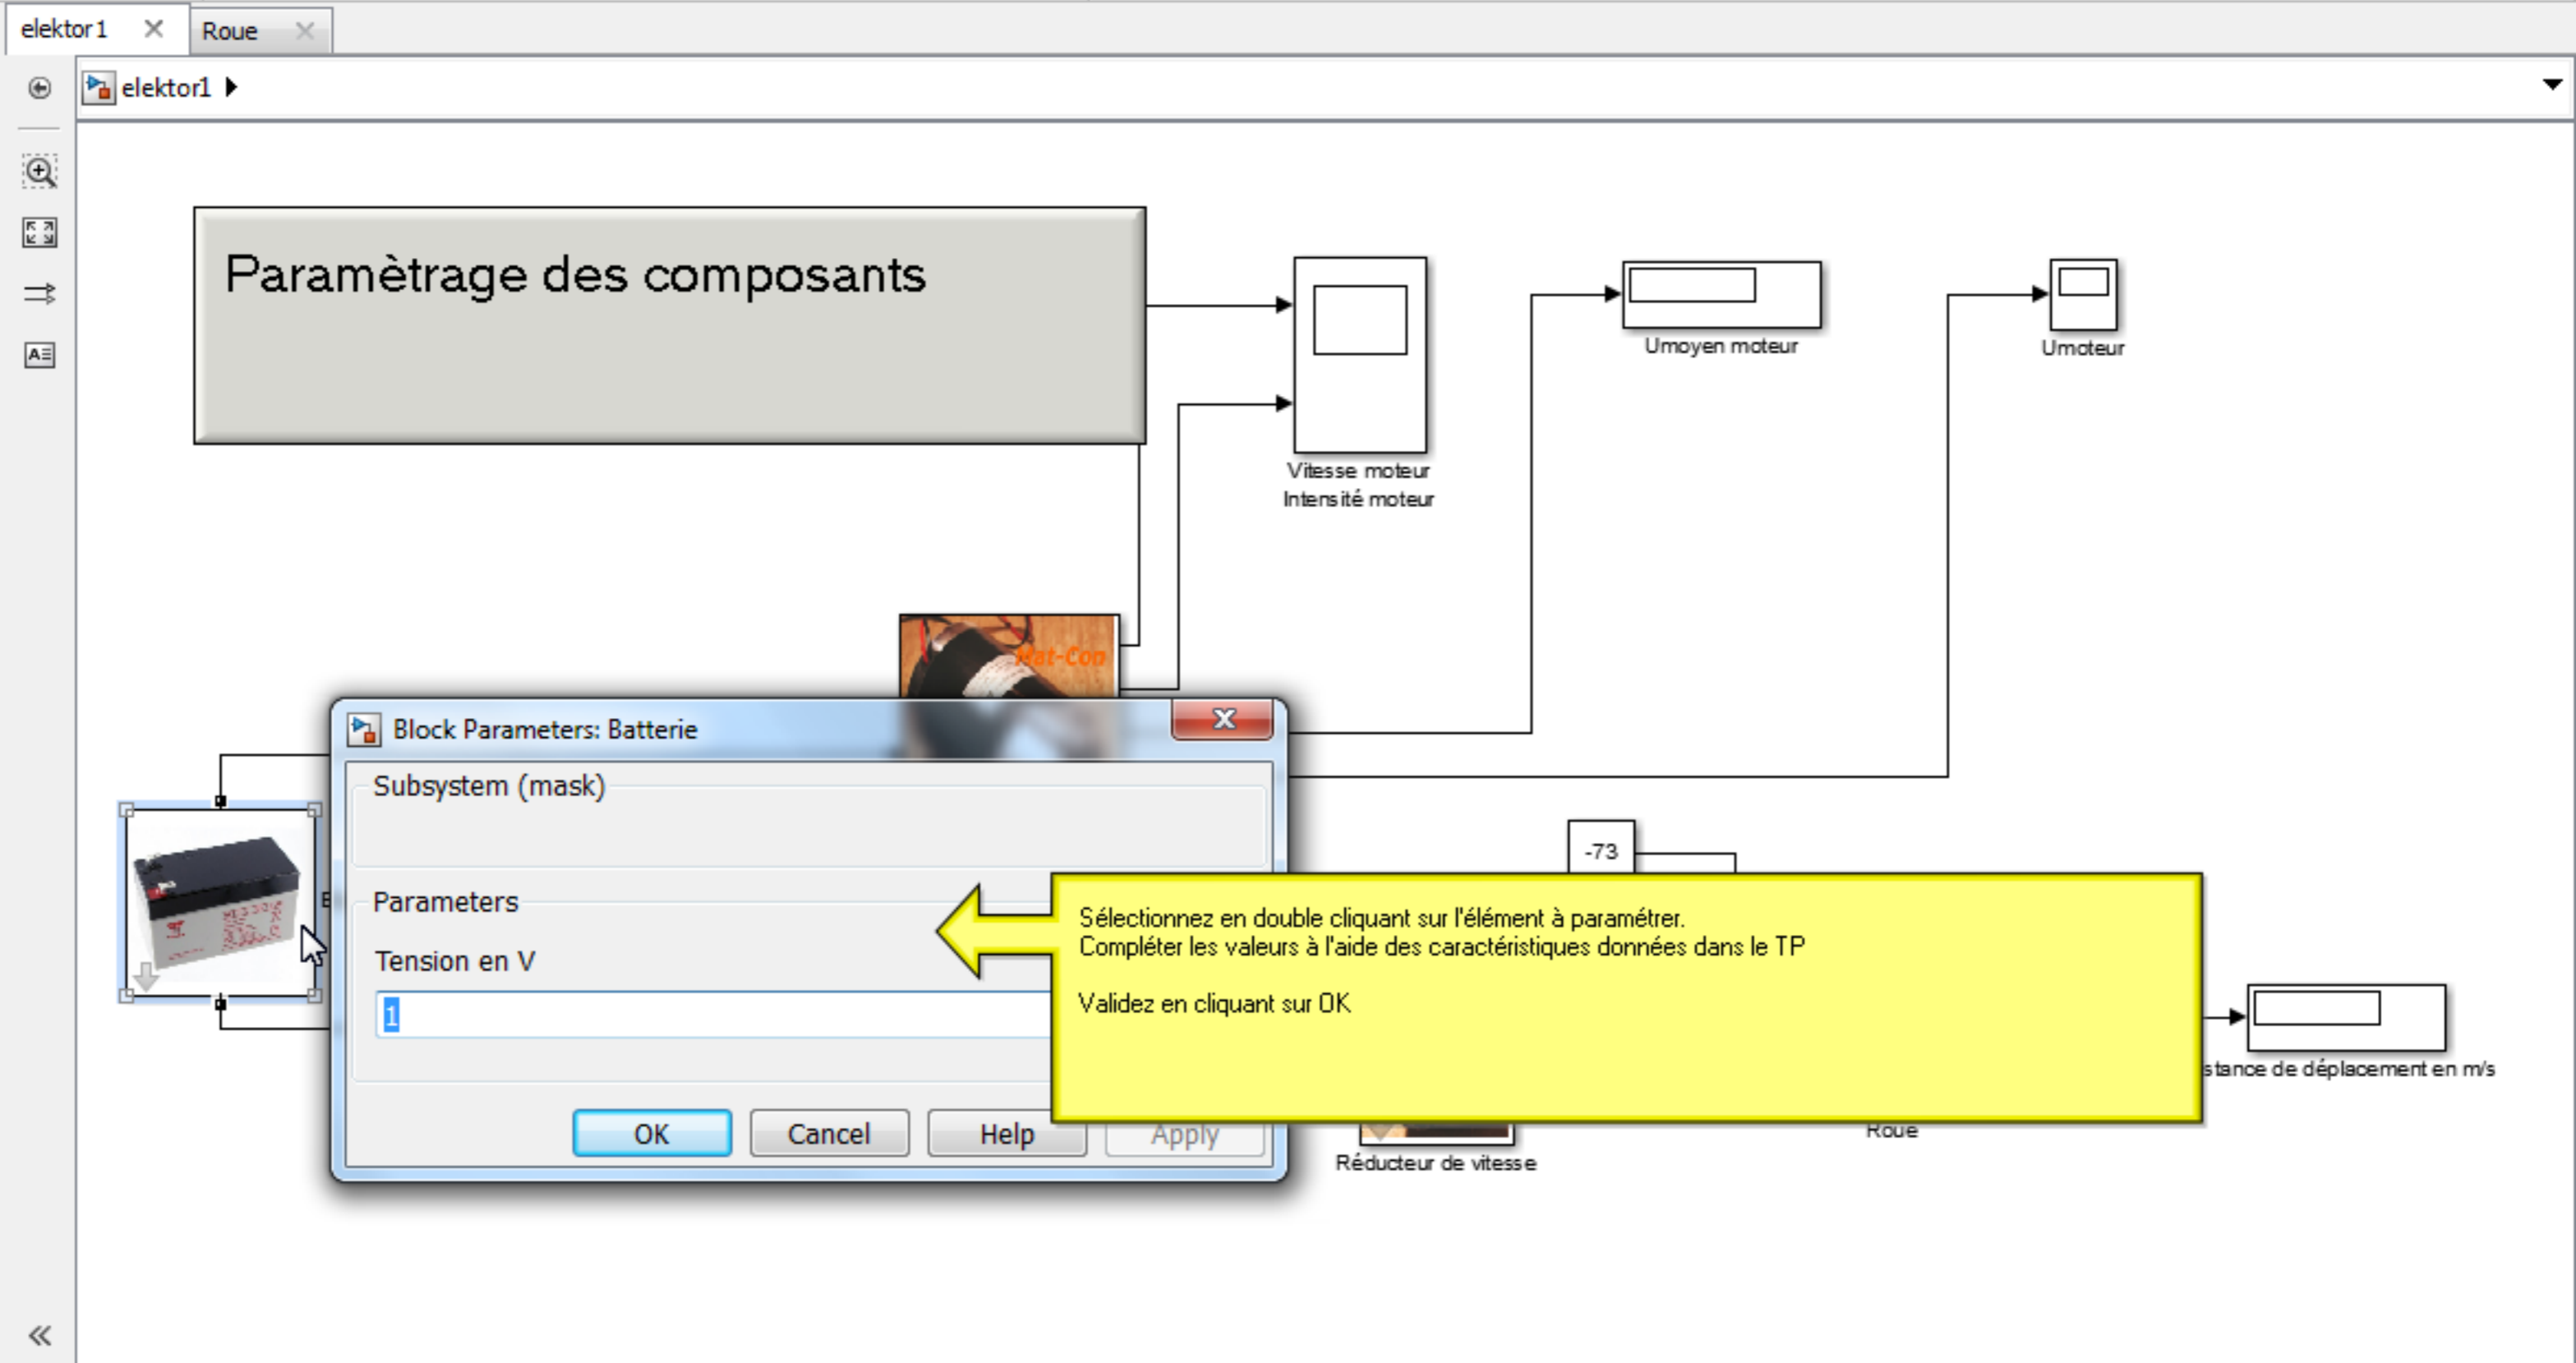 elektor1
Roue
elektor1
Paramètrage des composants
Umoyen moteur
Umoteur
Vitesse moteur
Intensité moteur
Mat-Con
Block Parameters: Batterie
Subsystem (mask)
-73
Parameters
Sélectionnez en double cliquant sur l'élément à paramétrer.
Compléter les valeurs à l'aide des caractéristiques données dans le TP
Tension en V
Validez en cliquant sur OK
1
stance de déplacement en m/s
OK
Cancel
Help
Apply
Roue
Réducteur de vitesse